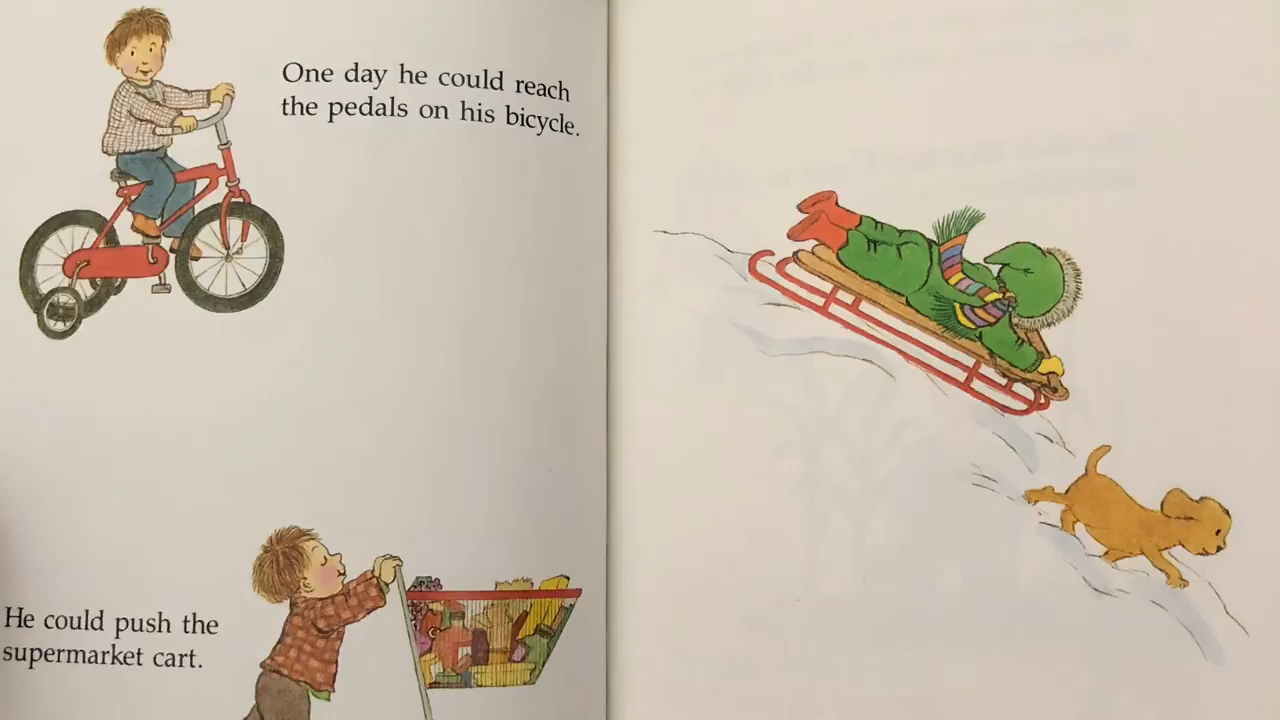 One day he could reach
the pedals on his bicycle.
He could push the
supermarket cart.